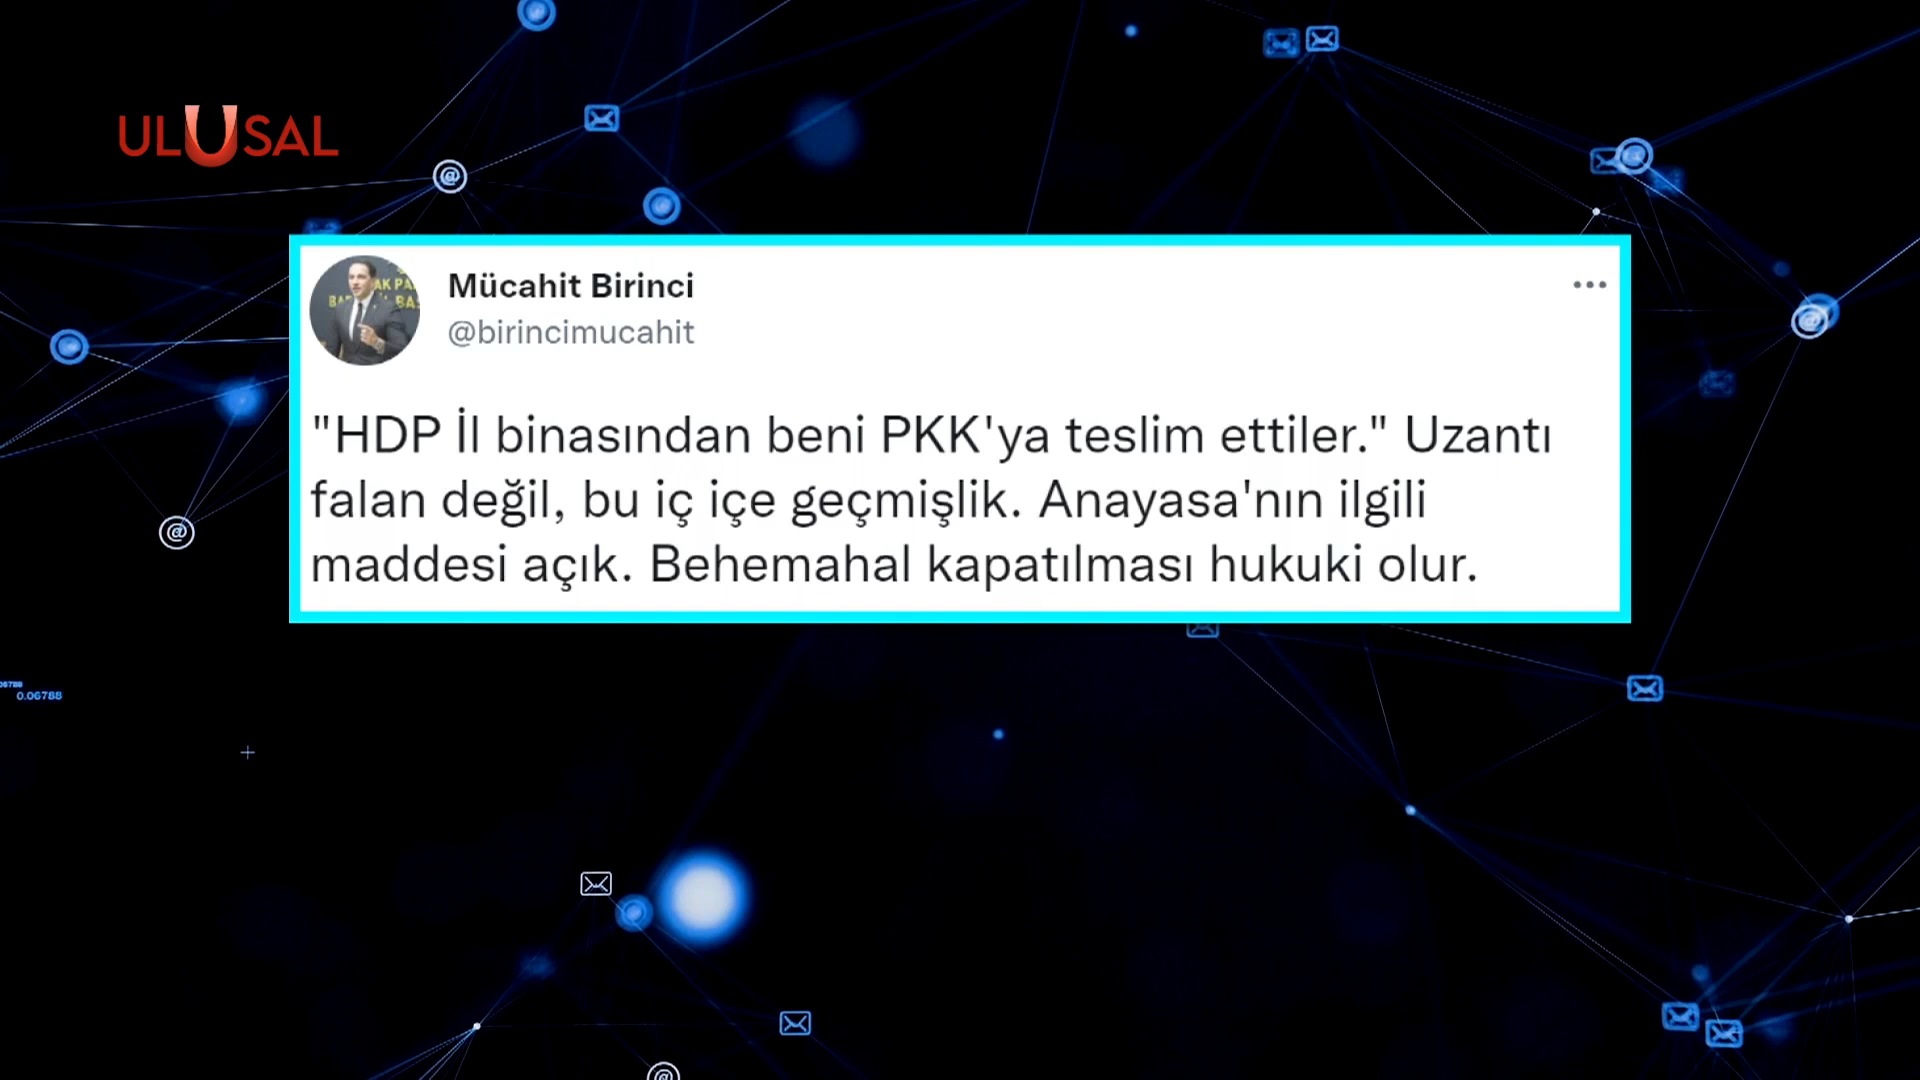 ULUSAL
Mücahit Birinci
@birincimucahit
"HDP İl binasından beni PKK'ya teslim ettiler." Uzantı
falan değil, bu iç içe geçmişlik. Anayasa'nın ilgili
maddesi açık. Behemahal kapatılması hukuki olur.
0.06788